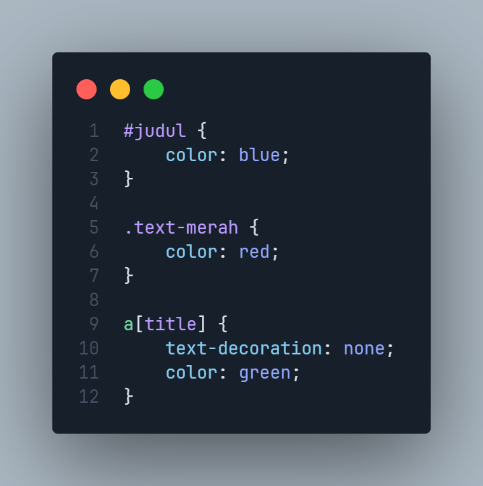 1 #judul {
2     color: blue;
3 }
4
5 .text-merah {
6     color: red;
7 }
8
9 a[title] {
10     text-decoration: none;
11     color: green;
12 }